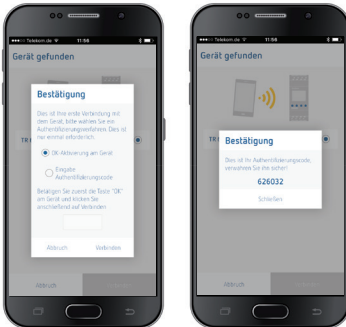 Telekom.de
11:56
Gerät gefunden
Bestätigung
Dies ist Ihre erste Verbindung mit
dem Gerät, bitte wählen Sie ein
Authentifizierungsverfahren. Dies ist
nur einmal erforderlich.
OK-Aktivierung am Gerät
Eingabe
Authentifizierungscode
Betätigen Sie zuerst die Taste "OK"
am Gerät und klicken Sie
anschließend auf Verbinden
Abbruch
Verbinden
Abbruch
Telekom.de
11:56
Gerät gefunden
TR
Bestätigung
Dies ist Ihr Authentifizierungscode,
verwahren Sie ihn sicher!
626032
Schließen
Abbruch